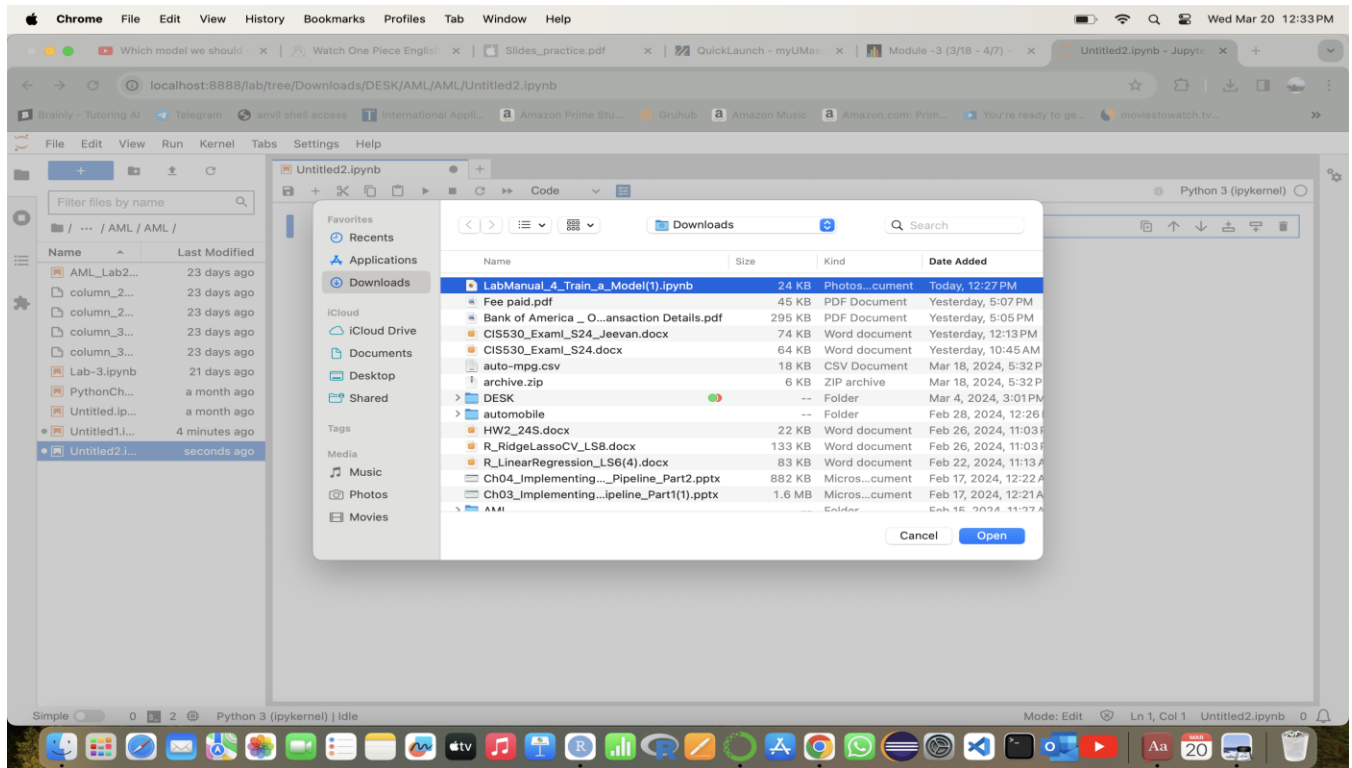 Chrome File Edit View History Bookmarks Profiles Tab Window Help Wed Mar 20 12:33 PM
Which model we should Watch One Piece English Slides_practice.pdf QuickLaunch - myUMas Module -3 (3/18 - 4/7) - Untitled2.ipynb - Jupyte
localhost:8888/lab/tree/Downloads/DESK/AML/AML/Untitled2.ipynb
Brainly - Tutoring AI Telegram anvil shell access International Appli... Amazon Prime Stu... Gruhub Amazon Music Amazon.com: Prim... You're ready to ge... moviestowatch.tv...
File Edit View Run Kernel Tabs Settings Help
Untitled2.ipynb
Code Python 3 (ipykernel)
Filter files by name
/ ··· / AML / AML /
Name Last Modified
AML_Lab2... 23 days ago
column_2... 23 days ago
column_2... 23 days ago
column_3... 23 days ago
column_3... 23 days ago
Lab-3.ipynb 21 days ago
PythonCh... a month ago
Untitled.ip... a month ago
Untitled1.i... 4 minutes ago
Untitled2.i... seconds ago
Favorites
Recents
Applications
Downloads
iCloud
iCloud Drive
Documents
Desktop
Shared
Tags
Media
Music
Photos
Movies
Downloads Search
Name Size Kind Date Added
LabManual_4_Train_a_Model(1).ipynb 24 KB Photos...cument Today, 12:27 PM
Fee paid.pdf 45 KB PDF Document Yesterday, 5:07 PM
Bank of America _ O...ansaction Details.pdf 295 KB PDF Document Yesterday, 5:05 PM
CIS530_ExamI_S24_Jeevan.docx 74 KB Word document Yesterday, 12:13 PM
CIS530_ExamI_S24.docx 64 KB Word document Yesterday, 10:45 AM
auto-mpg.csv 18 KB CSV Document Mar 18, 2024, 5:32 P
archive.zip 6 KB ZIP archive Mar 18, 2024, 5:32 P
DESK -- Folder Mar 4, 2024, 3:01 PM
automobile -- Folder Feb 28, 2024, 12:26
HW2_24S.docx 22 KB Word document Feb 26, 2024, 11:03
R_RidgeLassoCV_LS8.docx 133 KB Word document Feb 26, 2024, 11:03
R_LinearRegression_LS6(4).docx 83 KB Word document Feb 22, 2024, 11:13 A
Ch04_Implementing..._Pipeline_Part2.pptx 882 KB Micros...cument Feb 17, 2024, 12:22 A
Ch03_Implementing...ipeline_Part1(1).pptx 1.6 MB Micros...cument Feb 17, 2024, 12:21 A
AML -- Folder Feb 15, 2024, 11:27 A
Cancel Open
Simple 0 2 Python 3 (ipykernel) | Idle Mode: Edit Ln 1, Col 1 Untitled2.ipynb 0
tv R Aa MAR 20